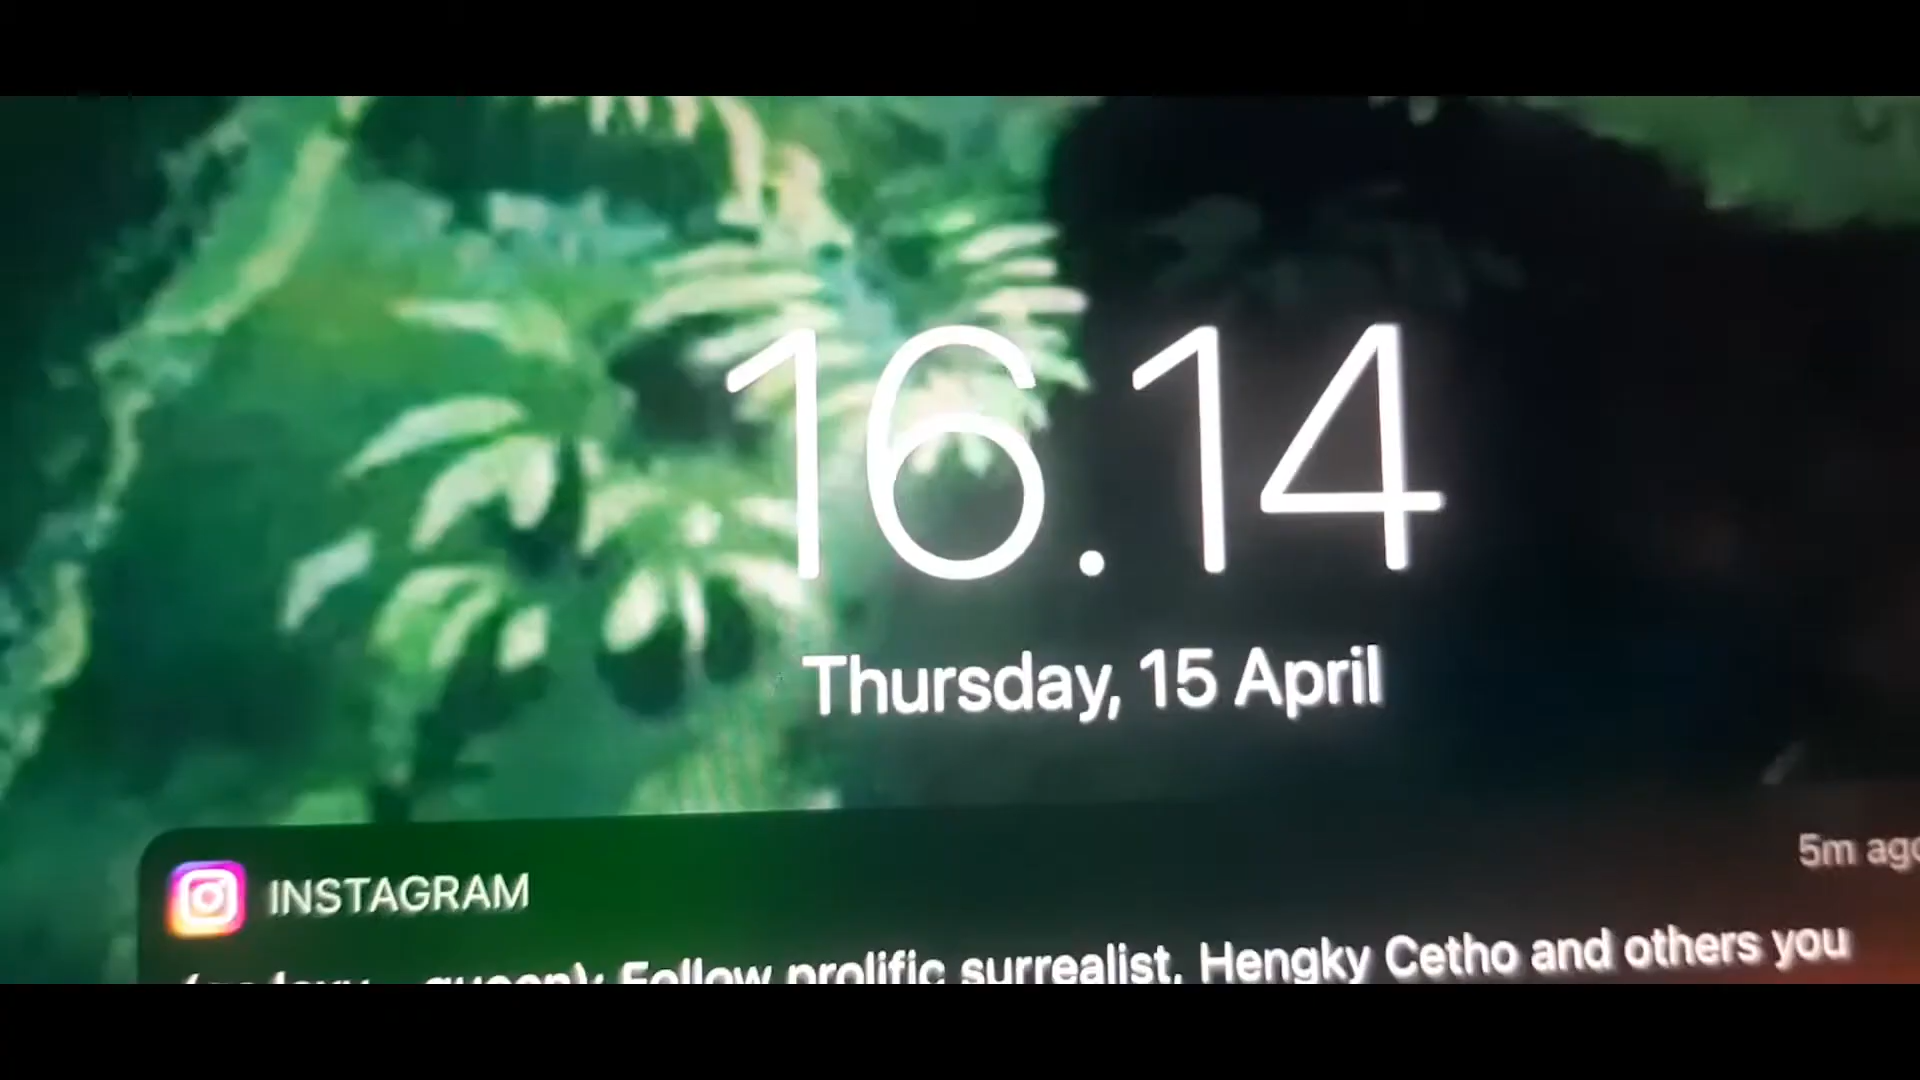 16.14
Thursday, 15 April
INSTAGRAM
5m ago
Follow prolific surrealist, Hengky Cetho and others you